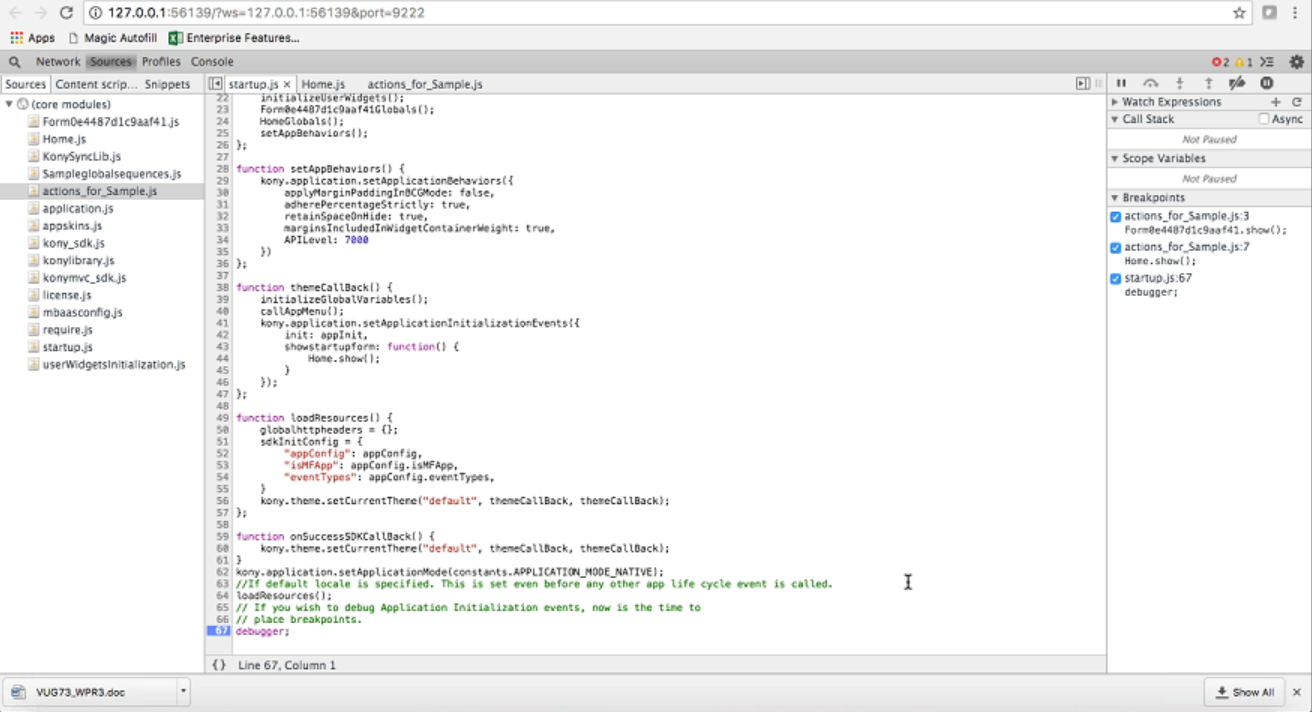 127.0.0.1:56139/?ws=127.0.0.1:56139&port=9222
Apps Magic Autofill Enterprise Features...
Network Sources Profiles Console 2 1
Sources Content scrip... Snippets startup.js × Home.js actions_for_Sample.js
(core modules)
Form0e4487d1c9aaf41.js
Home.js
KonySyncLib.js
Sampleglobalsequences.js
actions_for_Sample.js
application.js
appskins.js
kony_sdk.js
konylibrary.js
konymvc_sdk.js
license.js
mbaasconfig.js
require.js
startup.js
userWidgetsInitialization.js
22 initializeUserWidgets();
23 Form0e4487d1c9aaf41Globals();
24 HomeGlobals();
25 setAppBehaviors();
26 };
27
28 function setAppBehaviors() {
29 kony.application.setApplicationBehaviors({
30 applyMarginPaddingInBCGMode: false,
31 adherePercentageStrictly: true,
32 retainSpaceOnHide: true,
33 marginsIncludedInWidgetContainerWeight: true,
34 APILevel: 7000
35 })
36 };
37
38 function themeCallBack() {
39 initializeGlobalVariables();
40 callAppMenu();
41 kony.application.setApplicationInitializationEvents({
42 init: appInit,
43 showstartupform: function() {
44 Home.show();
45 }
46 });
47 };
48
49 function loadResources() {
50 globalhttpheaders = {};
51 sdkInitConfig = {
52 "appConfig": appConfig,
53 "isMFApp": appConfig.isMFApp,
54 "eventTypes": appConfig.eventTypes,
55 }
56 kony.theme.setCurrentTheme("default", themeCallBack, themeCallBack);
57 };
58
59 function onSuccessSDKCallBack() {
60 kony.theme.setCurrentTheme("default", themeCallBack, themeCallBack);
61 }
62 kony.application.setApplicationMode(constants.APPLICATION_MODE_NATIVE);
63 //If default locale is specified. This is set even before any other app life cycle event is called.
64 loadResources();
65 // If you wish to debug Application Initialization events, now is the time to
66 // place breakpoints.
67 debugger;
{} Line 67, Column 1
Watch Expressions
Call Stack Async
Not Paused
Scope Variables
Not Paused
Breakpoints
actions_for_Sample.js:3
Form0e4487d1c9aaf41.show();
actions_for_Sample.js:7
Home.show();
startup.js:67
debugger;
VUG73_WPR3.doc Show All